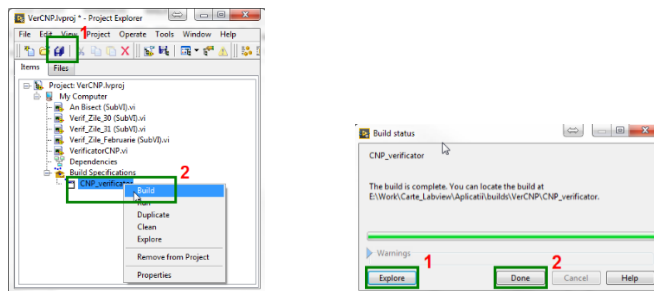 VerCNP.lvproj * - Project Explorer
1
File Edit View Project Operate Tools Window Help
Items Files
Project: VerCNP.lvproj
My Computer
An Bisect (SubVI).vi
Verif_Zile_30 (SubVI).vi
Verif_Zile_31 (SubVI).vi
Verif_Zile_Februarie (SubVI).vi
VerificatorCNP.vi
Dependencies
Build Specifications
2
CNP_verificator
Build
Run
Duplicate
Clean
Explore
Remove from Project
Properties
Build status
CNP_verificator
The build is complete. You can locate the build at
E:\Work\Carte_Labview\Aplicatii\builds\VerCNP\CNP_verificator.
Warnings
1
2
Explore Done Cancel Help